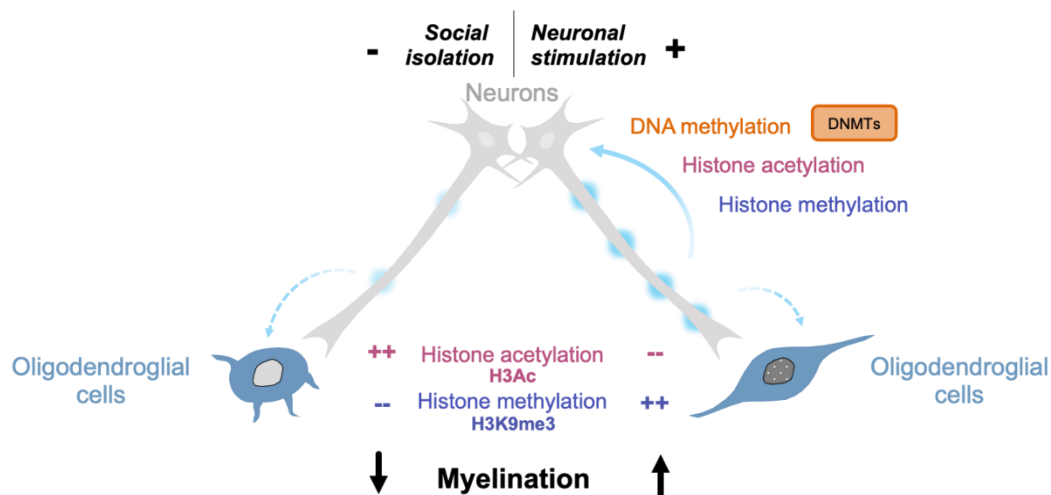 - Social isolation | Neuronal stimulation +
Neurons
DNA methylation DNMTs
Histone acetylation
Histone methylation
Oligodendroglial cells
++ Histone acetylation --
H3Ac
-- Histone methylation ++
H3K9me3
Oligodendroglial cells
Myelination